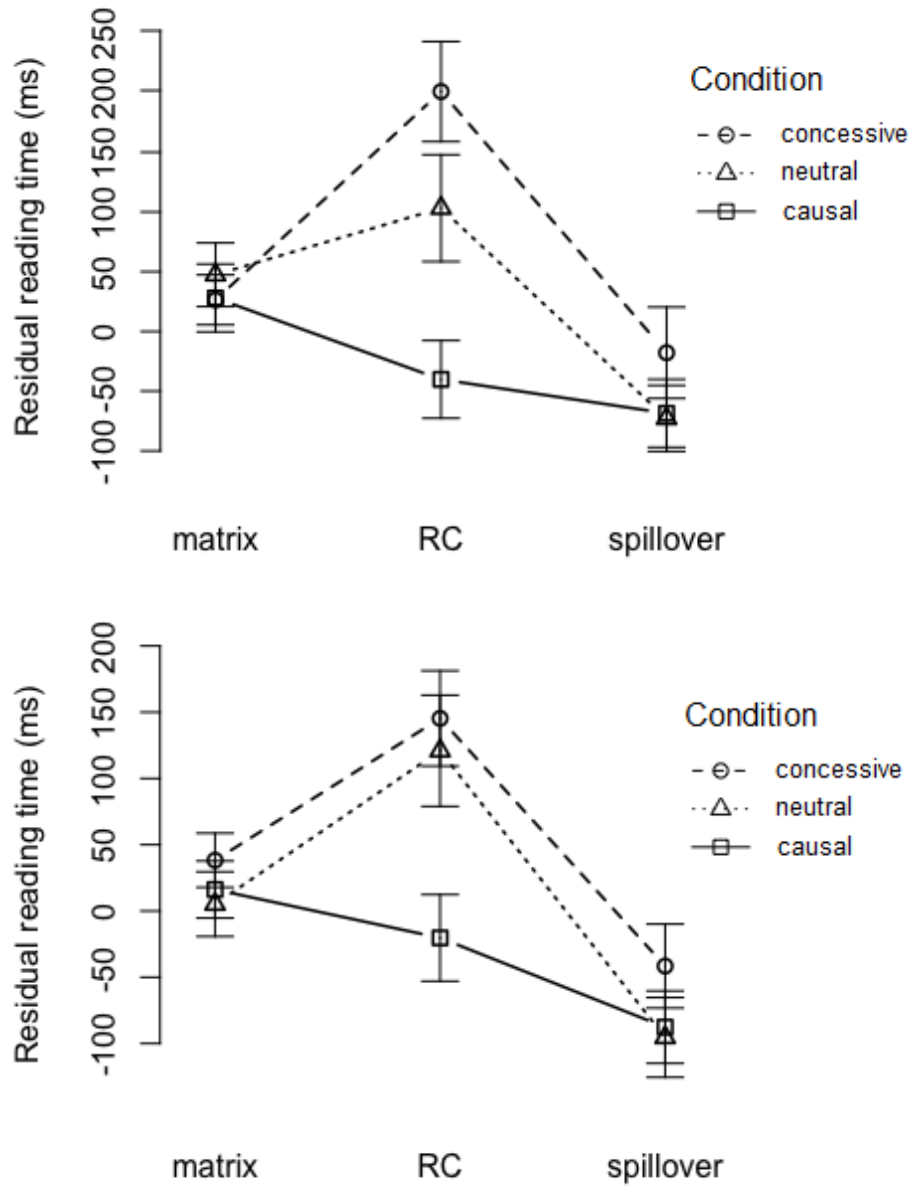 Residual reading time (ms)
250
200
150
100
50
0
-50
-100
Condition
concessive
neutral
causal
matrix RC spillover
Residual reading time (ms)
200
150
100
50
0
-50
-100
Condition
concessive
neutral
causal
matrix RC spillover